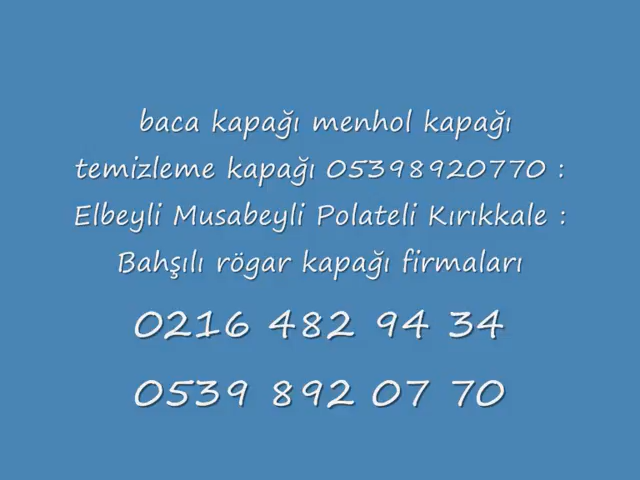 baca kapağı menhol kapağı
temizleme kapağı 05398920770 :
Elbeyli Musabeyli Polateli Kırıkkale :
Bahşılı rögar kapağı firmaları
0216 482 94 34
0539 892 07 70